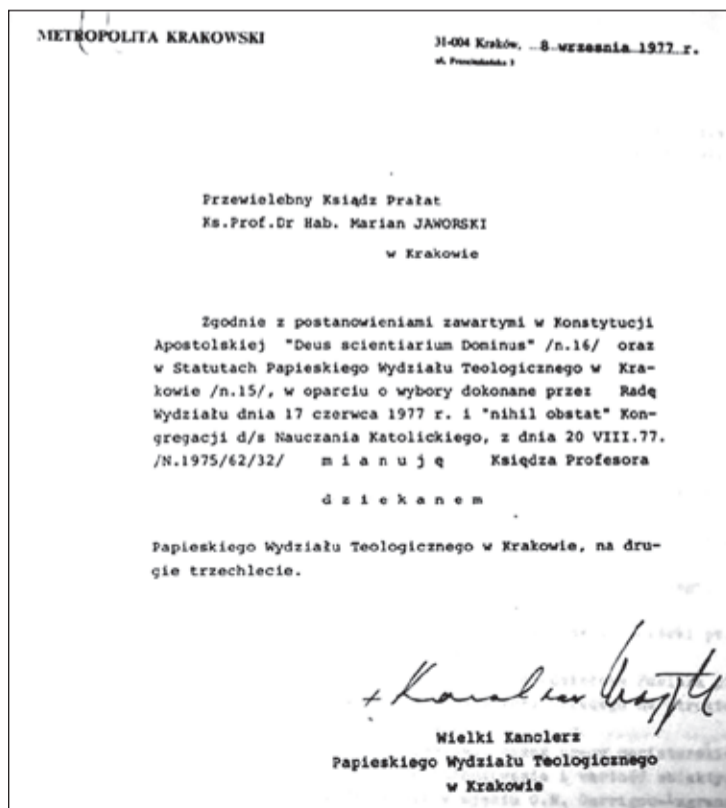 METROPOLITA KRAKOWSKI
31-004 Kraków, 8 września 1977 r.
ul. Franciszkańska 3
Przewielebny Ksiądz Prałat
Ks.Prof.Dr Hab. Marian JAWORSKI
w Krakowie
Zgodnie z postanowieniami zawartymi w Konstytucji
Apostolskiej "Deus scientiarium Dominus" /n.16/ oraz
w Statutach Papieskiego Wydziału Teologicznego w Kra-
kowie /n.15/, w oparciu o wybory dokonane przez Radę
Wydziału dnia 17 czerwca 1977 r. i "nihil obstat" Kon-
gregacji d/s Nauczania Katolickiego, z dnia 20 VIII.77.
/N.1975/62/32/ m i a n u j ę Księdza Profesora
d z i e k a n e m
Papieskiego Wydziału Teologicznego w Krakowie, na dru-
gie trzechlecie.
+ Karol Wojtyła
Wielki Kanclerz
Papieskiego Wydziału Teologicznego
w Krakowie